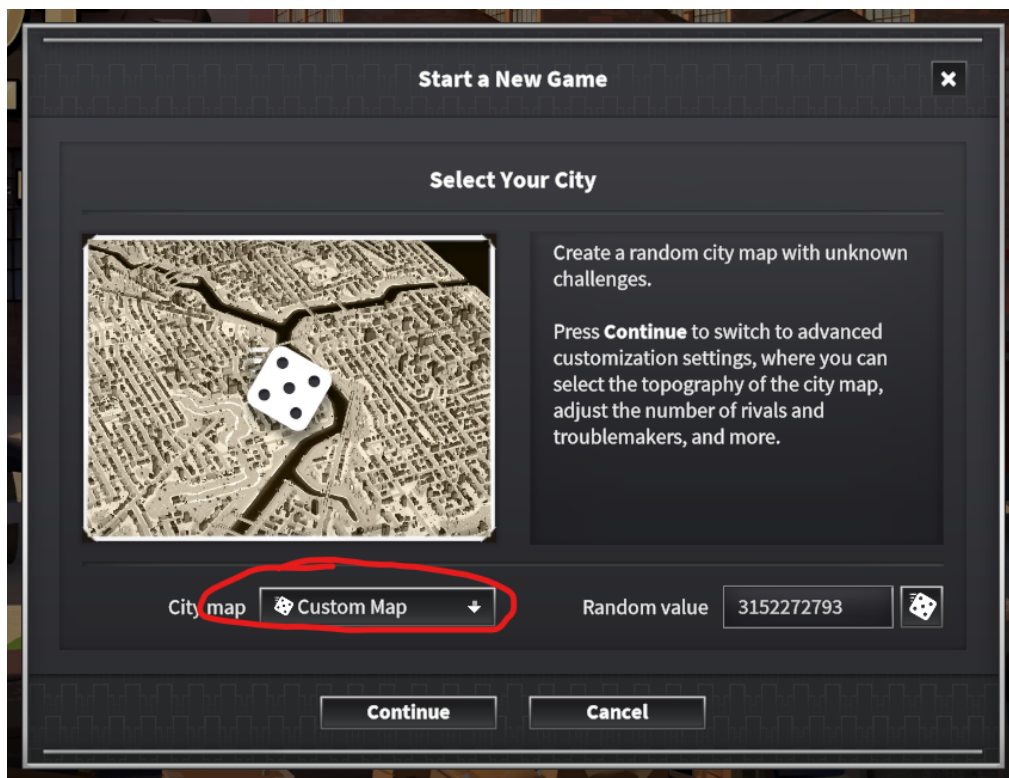 Start a New Game
Select Your City
Create a random city map with unknown
challenges.
Press Continue to switch to advanced
customization settings, where you can
select the topography of the city map,
adjust the number of rivals and
troublemakers, and more.
City map Custom Map Random value 3152272793
Continue Cancel